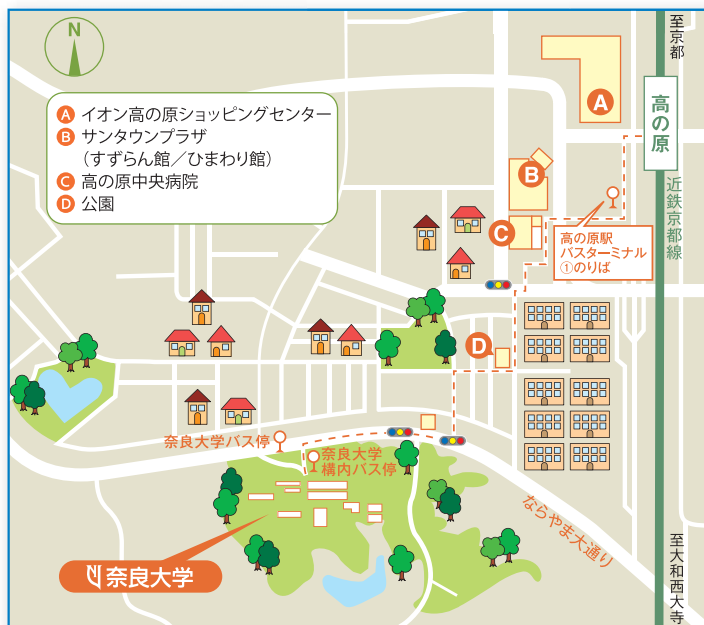 N
至京都
A イオン高の原ショッピングセンター
B サンタウンプラザ
（すずらん館／ひまわり館）
C 高の原中央病院
D 公園
A
高の原
B
近鉄京都線
C
高の原駅
バスターミナル
①のりば
D
奈良大学バス停
奈良大学
構内バス停
ならやま大通り
奈良大学
至大和西大寺